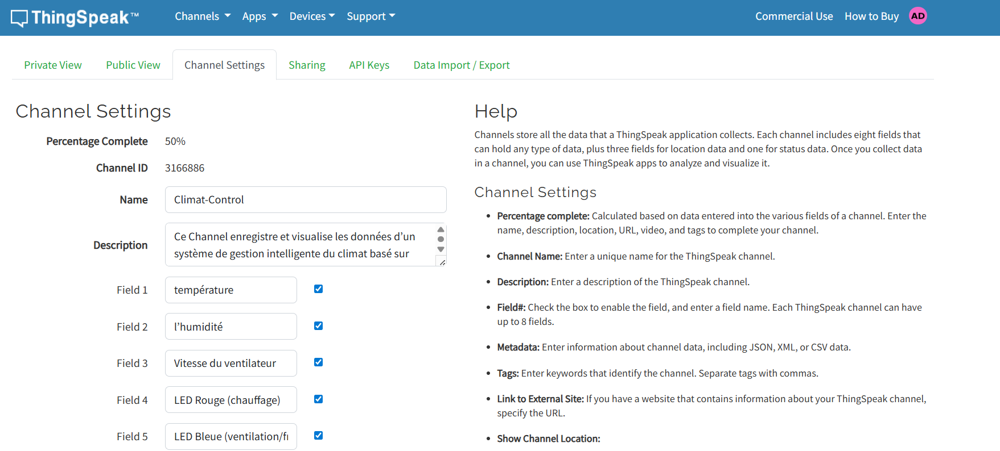 ThingSpeak™
Channels Apps Devices Support Commercial Use How to Buy AD
Private View Public View Channel Settings Sharing API Keys Data Import / Export
Channel Settings
Percentage Complete 50%
Channel ID 3166886
Name Climat-Control
Description Ce Channel enregistre et visualise les données d’un
système de gestion intelligente du climat basé sur
Field 1 température
Field 2 l’humidité
Field 3 Vitesse du ventilateur
Field 4 LED Rouge (chauffage)
Field 5 LED Bleue (ventilation/fr
Help
Channels store all the data that a ThingSpeak application collects. Each channel includes eight fields that
can hold any type of data, plus three fields for location data and one for status data. Once you collect data
in a channel, you can use ThingSpeak apps to analyze and visualize it.
Channel Settings
• Percentage complete: Calculated based on data entered into the various fields of a channel. Enter the
name, description, location, URL, video, and tags to complete your channel.
• Channel Name: Enter a unique name for the ThingSpeak channel.
• Description: Enter a description of the ThingSpeak channel.
• Field#: Check the box to enable the field, and enter a field name. Each ThingSpeak channel can have
up to 8 fields.
• Metadata: Enter information about channel data, including JSON, XML, or CSV data.
• Tags: Enter keywords that identify the channel. Separate tags with commas.
• Link to External Site: If you have a website that contains information about your ThingSpeak channel,
specify the URL.
• Show Channel Location: